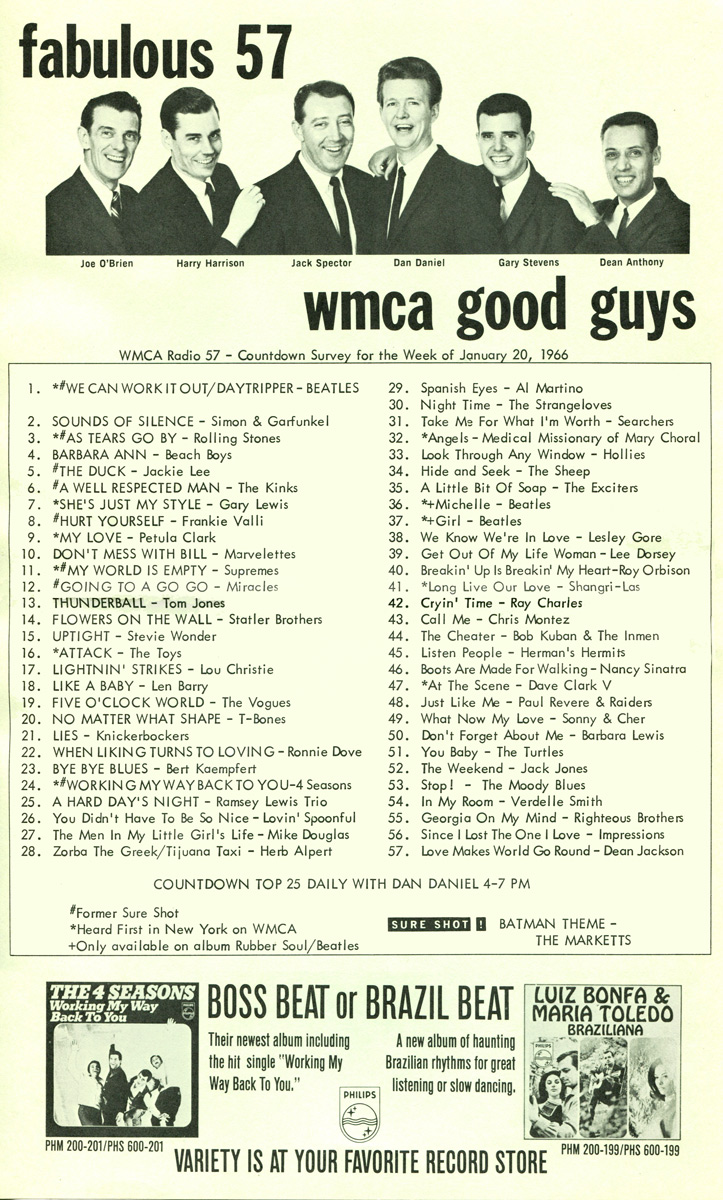 fabulous 57
Joe O'Brien
Harry Harrison
Jack Spector
Dan Daniel
Gary Stevens
Dean Anthony
wmca good guys
WMCA Radio 57 – Countdown Survey for the Week of January 20, 1966
1. *#WE CAN WORK IT OUT/DAYTRIPPER – BEATLES
2. SOUNDS OF SILENCE – Simon & Garfunkel
3. *#AS TEARS GO BY – Rolling Stones
4. BARBARA ANN – Beach Boys
5. #THE DUCK – Jackie Lee
6. #A WELL RESPECTED MAN – The Kinks
7. *SHE'S JUST MY STYLE – Gary Lewis
8. #HURT YOURSELF – Frankie Valli
9. *MY LOVE – Petula Clark
10. DON'T MESS WITH BILL – Marvelettes
11. *#MY WORLD IS EMPTY – Supremes
12. #GOING TO A GO GO – Miracles
13. THUNDERBALL – Tom Jones
14. FLOWERS ON THE WALL – Statler Brothers
15. UPTIGHT – Stevie Wonder
16. *ATTACK – The Toys
17. LIGHTNIN' STRIKES – Lou Christie
18. LIKE A BABY – Len Barry
19. FIVE O'CLOCK WORLD – The Vogues
20. NO MATTER WHAT SHAPE – T-Bones
21. LIES – Knickerbockers
22. WHEN LIKING TURNS TO LOVING – Ronnie Dove
23. BYE BYE BLUES – Bert Kaempfert
24. *#WORKING MY WAY BACK TO YOU–4 Seasons
25. A HARD DAY'S NIGHT – Ramsey Lewis Trio
26. You Didn't Have To Be So Nice – Lovin' Spoonful
27. The Men In My Little Girl's Life – Mike Douglas
28. Zorba The Greek/Tijuana Taxi – Herb Alpert
29. Spanish Eyes – Al Martino
30. Night Time – The Strangeloves
31. Take Me For What I'm Worth – Searchers
32. *Angels – Medical Missionary of Mary Choral
33. Look Through Any Window – Hollies
34. Hide and Seek – The Sheep
35. A Little Bit Of Soap – The Exciters
36. *+Michelle – Beatles
37. *+Girl – Beatles
38. We Know We're In Love – Lesley Gore
39. Get Out Of My Life Woman – Lee Dorsey
40. Breakin' Up Is Breakin' My Heart–Roy Orbison
41. *Long Live Our Love – Shangri-Las
42. Cryin' Time – Ray Charles
43. Call Me – Chris Montez
44. The Cheater – Bob Kuban & The Inmen
45. Listen People – Herman's Hermits
46. Boots Are Made For Walking – Nancy Sinatra
47. *At The Scene – Dave Clark V
48. Just Like Me – Paul Revere & Raiders
49. What Now My Love – Sonny & Cher
50. Don't Forget About Me – Barbara Lewis
51. You Baby – The Turtles
52. The Weekend – Jack Jones
53. Stop! – The Moody Blues
54. In My Room – Verdelle Smith
55. Georgia On My Mind – Righteous Brothers
56. Since I Lost The One I Love – Impressions
57. Love Makes World Go Round – Dean Jackson
COUNTDOWN TOP 25 DAILY WITH DAN DANIEL 4–7 PM
#Former Sure Shot
*Heard First in New York on WMCA
+Only available on album Rubber Soul/Beatles
SURE SHOT ! BATMAN THEME –
THE MARKETTS
THE 4 SEASONS
Working My Way
Back To You
PHM 200-201/PHS 600-201
BOSS BEAT or BRAZIL BEAT
Their newest album including
the hit single "Working My
Way Back To You."
A new album of haunting
Brazilian rhythms for great
listening or slow dancing.
PHILIPS
LUIZ BONFA &
MARIA TOLEDO
BRAZILIANA
PHM 200-199/PHS 600-199
VARIETY IS AT YOUR FAVORITE RECORD STORE